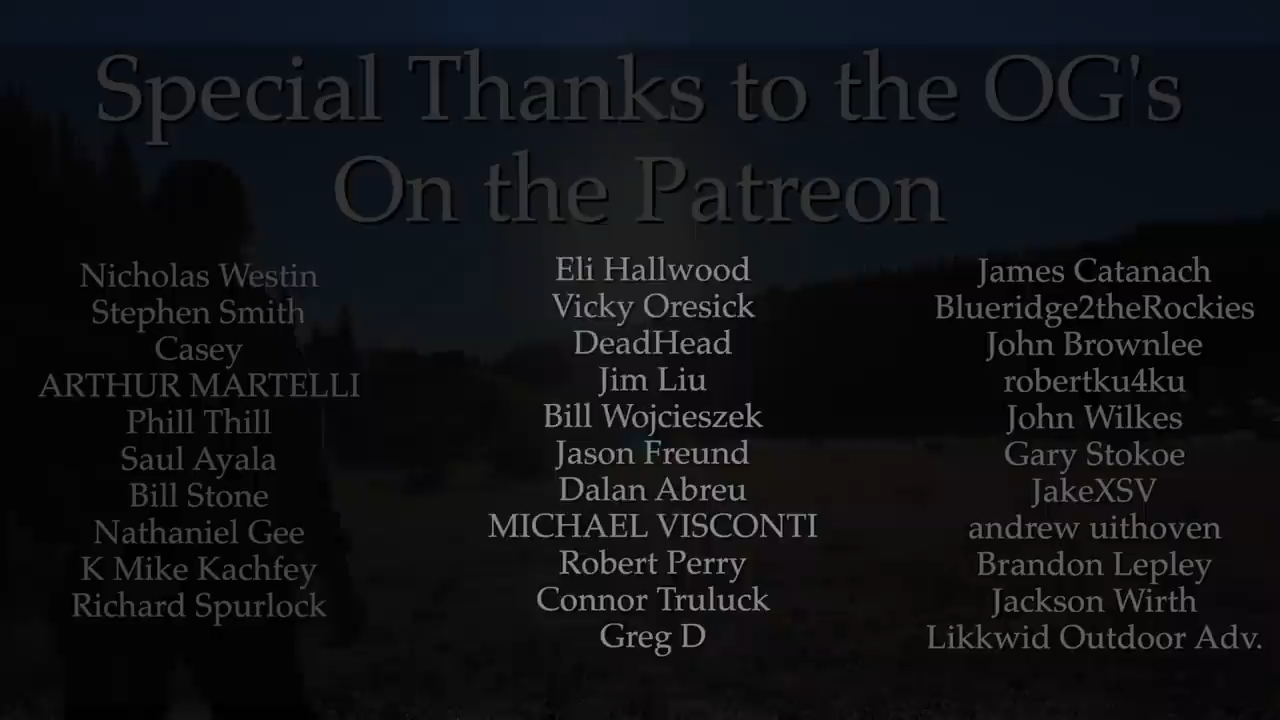 Special Thanks to the OG's
On the Patreon
Nicholas Westin
Stephen Smith
Casey
ARTHUR MARTELLI
Phill Thill
Saul Ayala
Bill Stone
Nathaniel Gee
K Mike Kachfey
Richard Spurlock
Eli Hallwood
Vicky Oresick
DeadHead
Jim Liu
Bill Wojcieszek
Jason Freund
Dalan Abreu
MICHAEL VISCONTI
Robert Perry
Connor Truluck
Greg D
James Catanach
Blueridge2theRockies
John Brownlee
robertku4ku
John Wilkes
Gary Stokoe
JakeXSV
andrew uithoven
Brandon Lepley
Jackson Wirth
Likkwid Outdoor Adv.